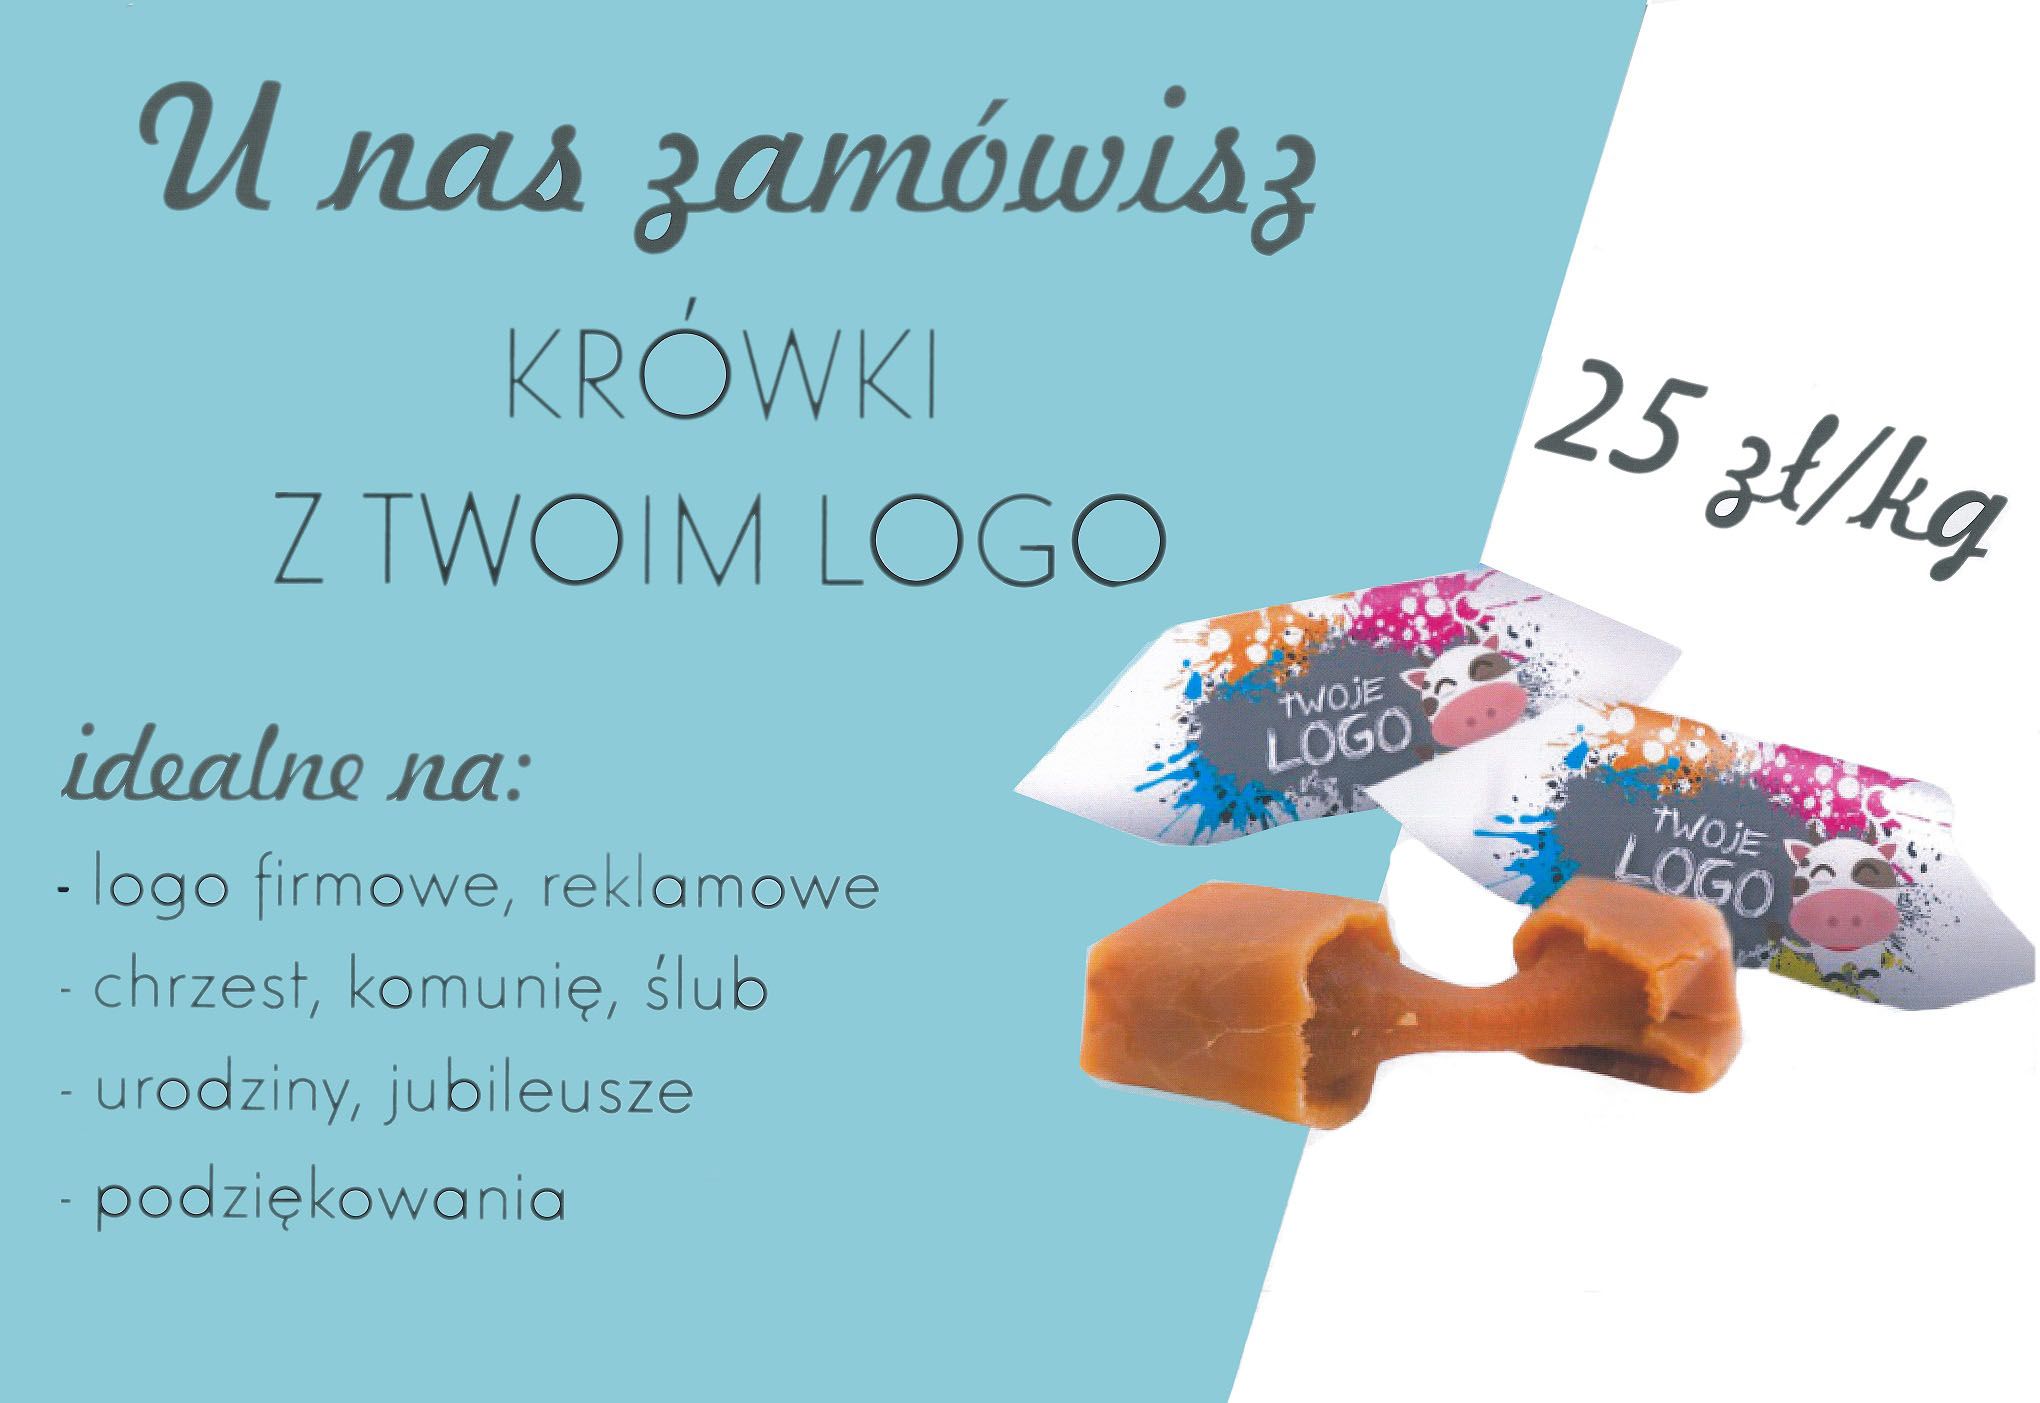 U nas zamówisz
KRÓWKI
Z TWOIM LOGO
25 zł/kg
idealne na:
- logo firmowe, reklamowe
- chrzest, komunię, ślub
- urodziny, jubileusze
- podziękowania
TWOJE
LOGO
TWOJE
LOGO